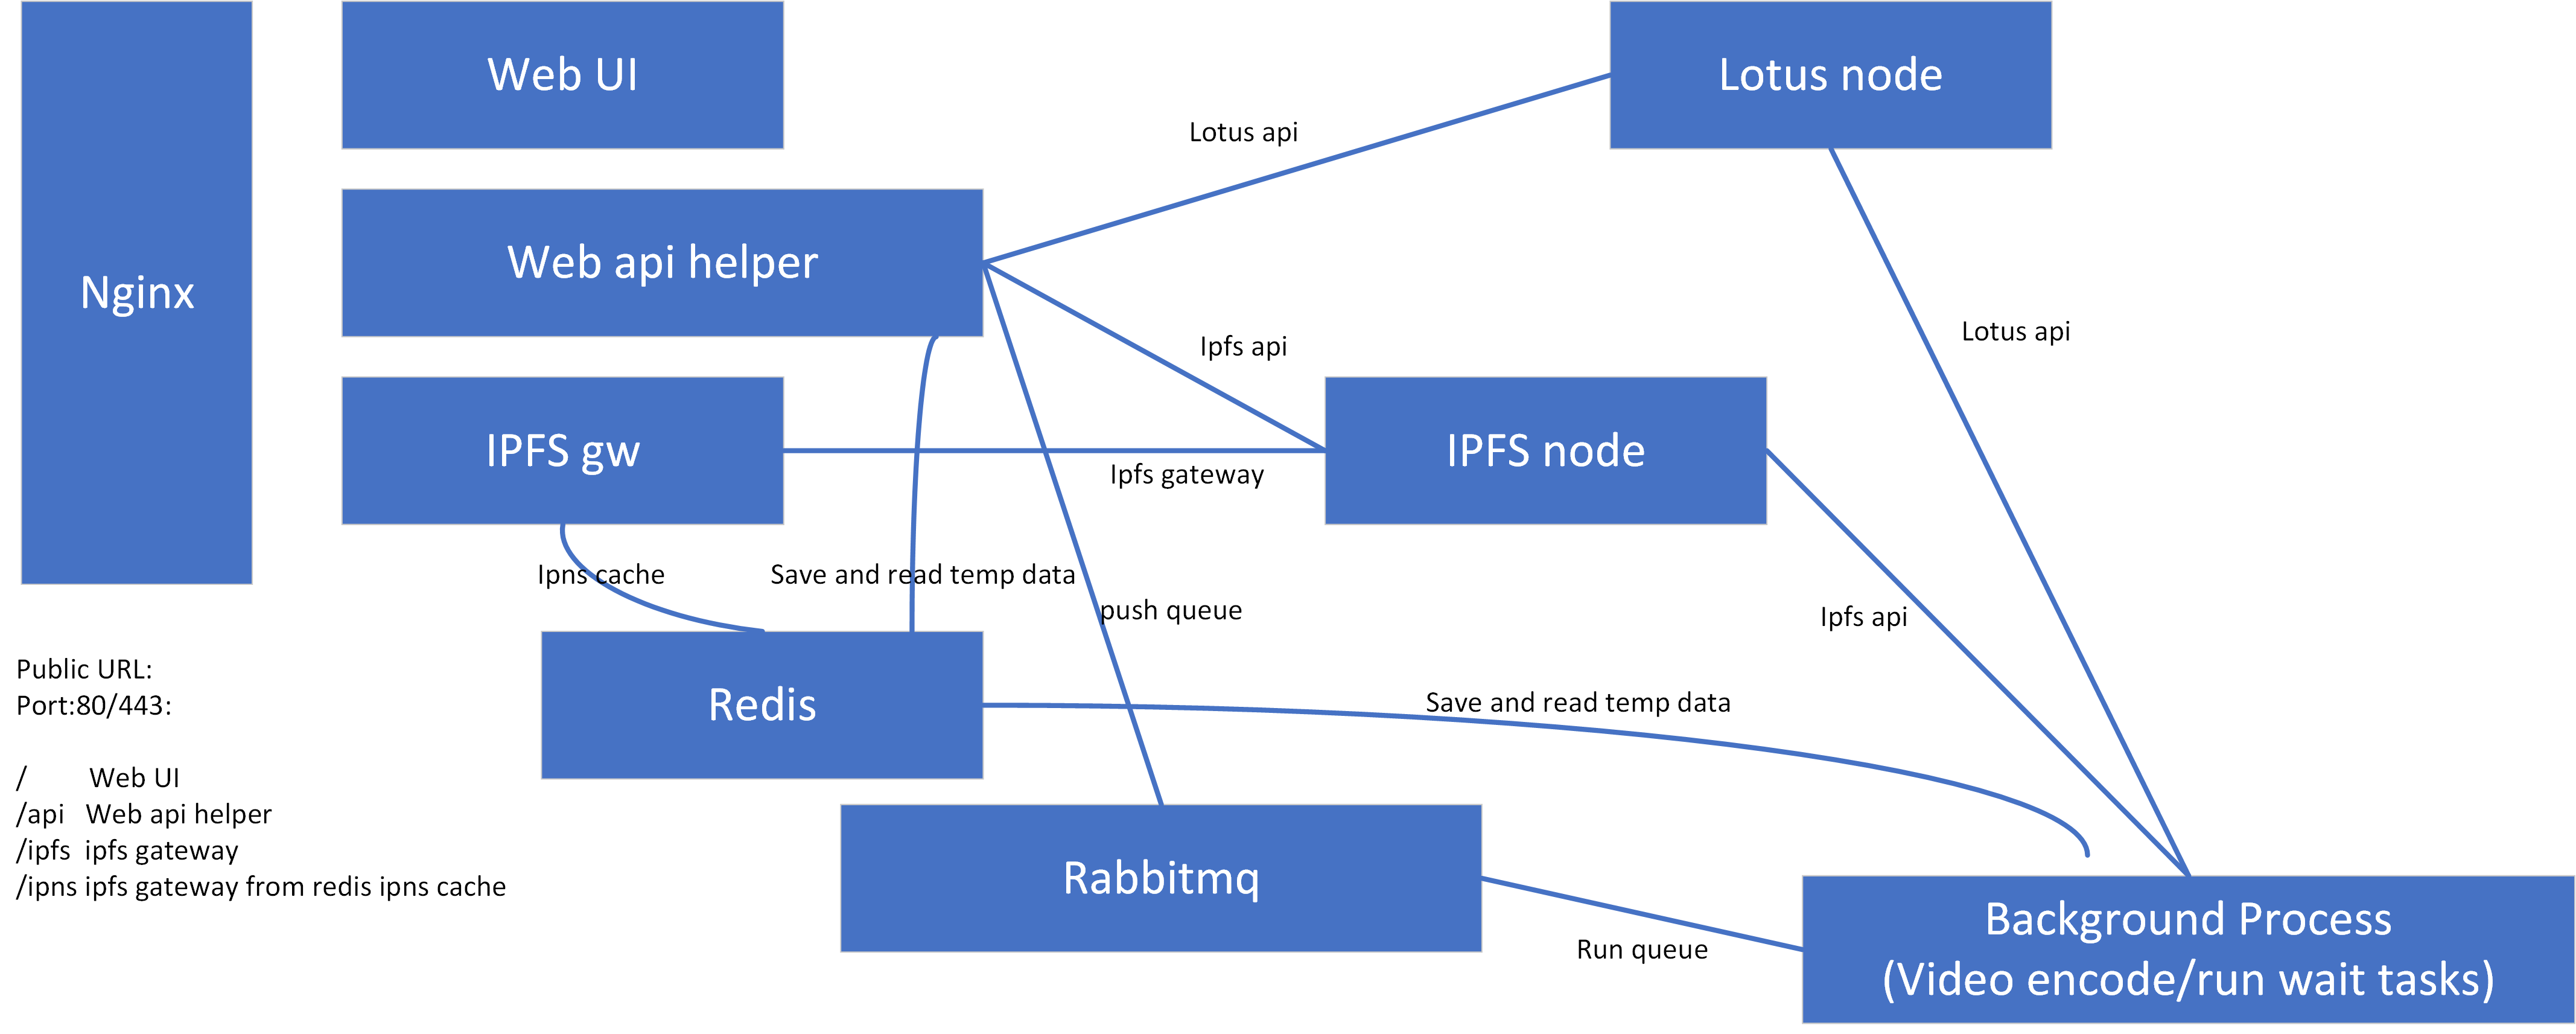 Web UI
Lotus node
Lotus api
Web api helper
Nginx
Lotus api
Ipfs api
IPFS gw
IPFS node
Ipfs gateway
Ipns cache
Save and read temp data
push queue
Ipfs api
Public URL:
Port:80/443:
Redis
Save and read temp data
/ Web UI
/api Web api helper
/ipfs ipfs gateway
/ipns ipfs gateway from redis ipns cache
Rabbitmq
Run queue
Background Process
(Video encode/run wait tasks)